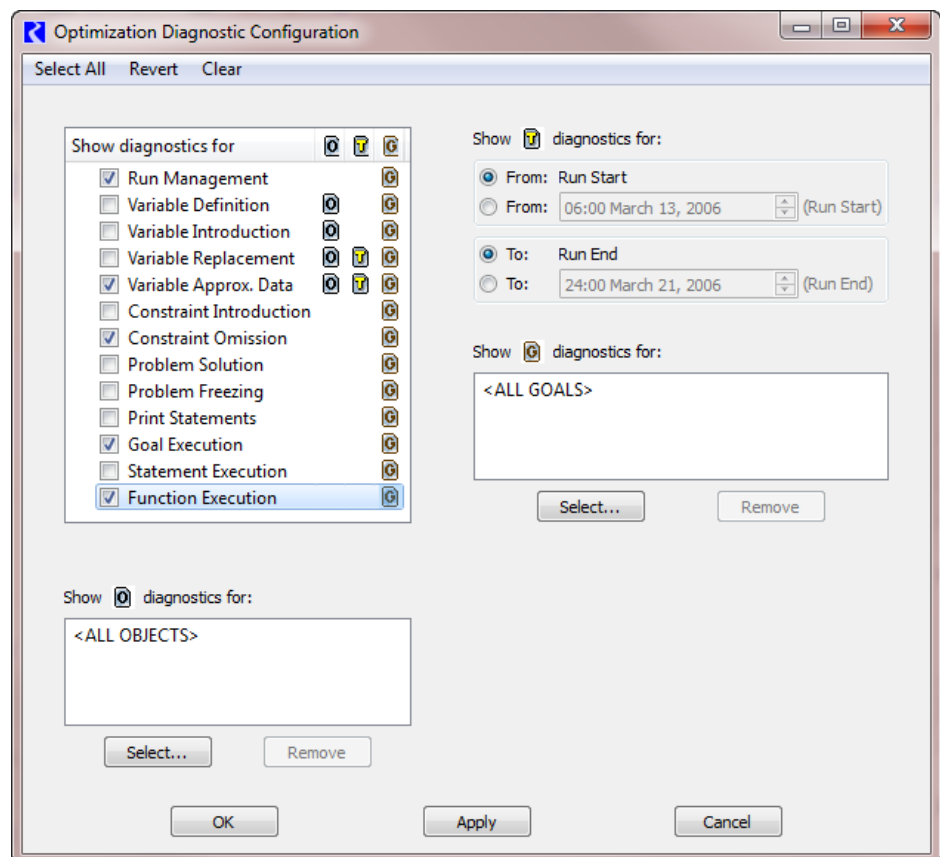 Optimization Diagnostic Configuration
Select All Revert Clear
Show diagnostics for O T G
Run Management G
Variable Definition O G
Variable Introduction O G
Variable Replacement O T G
Variable Approx. Data O T G
Constraint Introduction G
Constraint Omission G
Problem Solution G
Problem Freezing G
Print Statements G
Goal Execution G
Statement Execution G
Function Execution G
Show T diagnostics for:
From: Run Start
From: 06:00 March 13, 2006 (Run Start)
To: Run End
To: 24:00 March 21, 2006 (Run End)
Show G diagnostics for:
<ALL GOALS>
Select... Remove
Show O diagnostics for:
<ALL OBJECTS>
Select... Remove
OK Apply Cancel